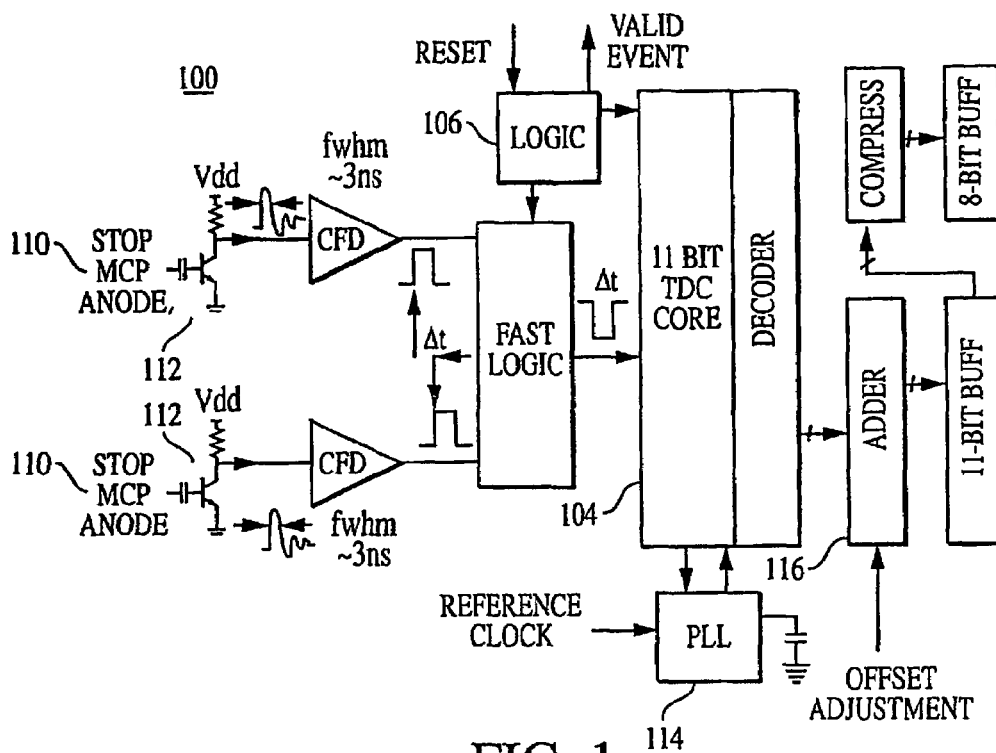 100
RESET
VALID
EVENT
106
LOGIC
COMPRESS
8-BIT BUFF
Vdd
fwhm
~3ns
110
STOP
MCP
ANODE,
CFD
112
Δt
FAST
LOGIC
Δt
11 BIT
TDC
CORE
DECODER
ADDER
11-BIT BUFF
112
Vdd
110
STOP
MCP
ANODE
CFD
fwhm
~3ns
104
116
REFERENCE
CLOCK
PLL
114
OFFSET
ADJUSTMENT